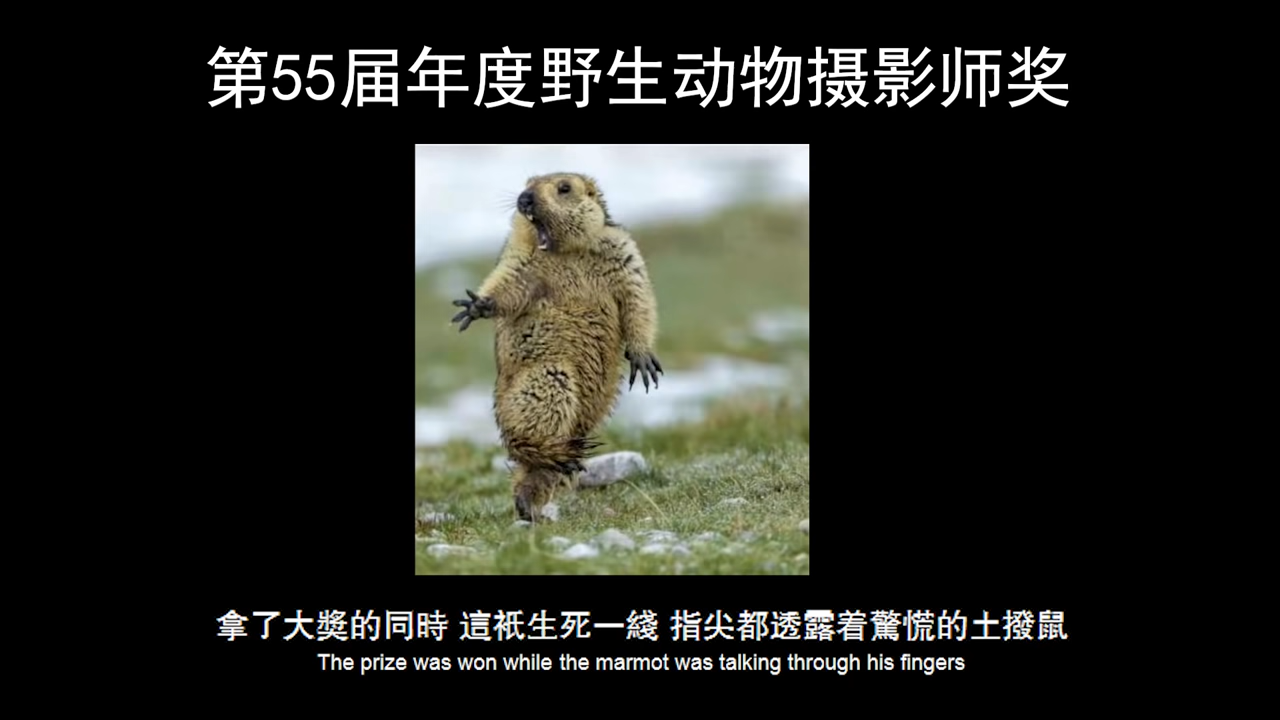 第55届年度野生动物摄影师奖
拿了大獎的同時 這祇生死一綫 指尖都透露着驚慌的土撥鼠
The prize was won while the marmot was talking through his fingers